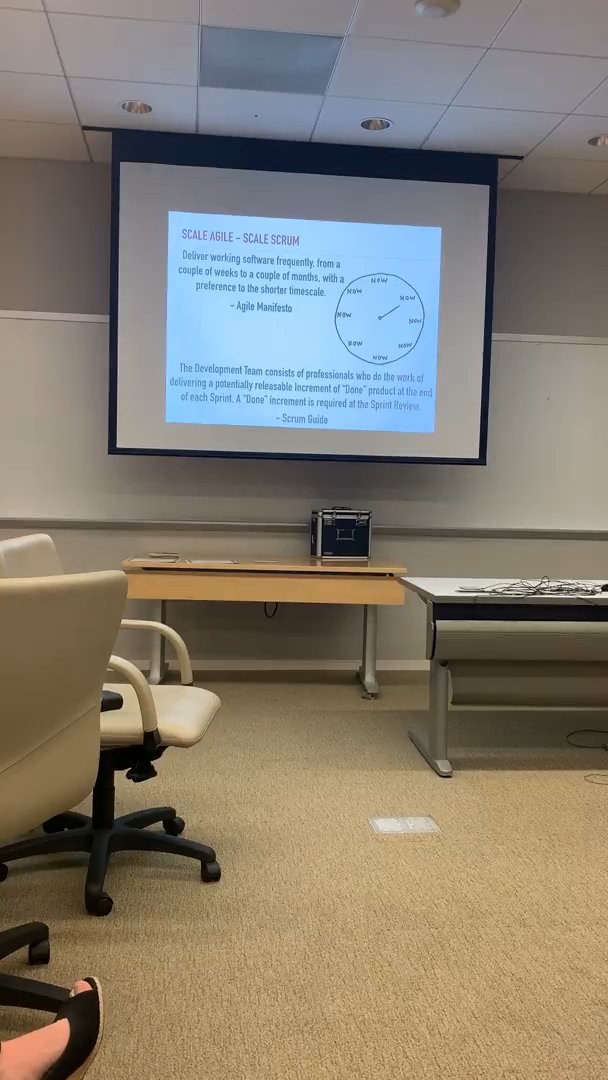 SCALE AGILE – SCALE SCRUM
Deliver working software frequently, from a
couple of weeks to a couple of months, with a
preference to the shorter timescale.
– Agile Manifesto
NOW
NOW
NOW
NOW
NOW
NOW
NOW
NOW
The Development Team consists of professionals who do the work of
delivering a potentially releasable Increment of "Done" product at the end
of each Sprint. A "Done" increment is required at the Sprint Review.
– Scrum Guide